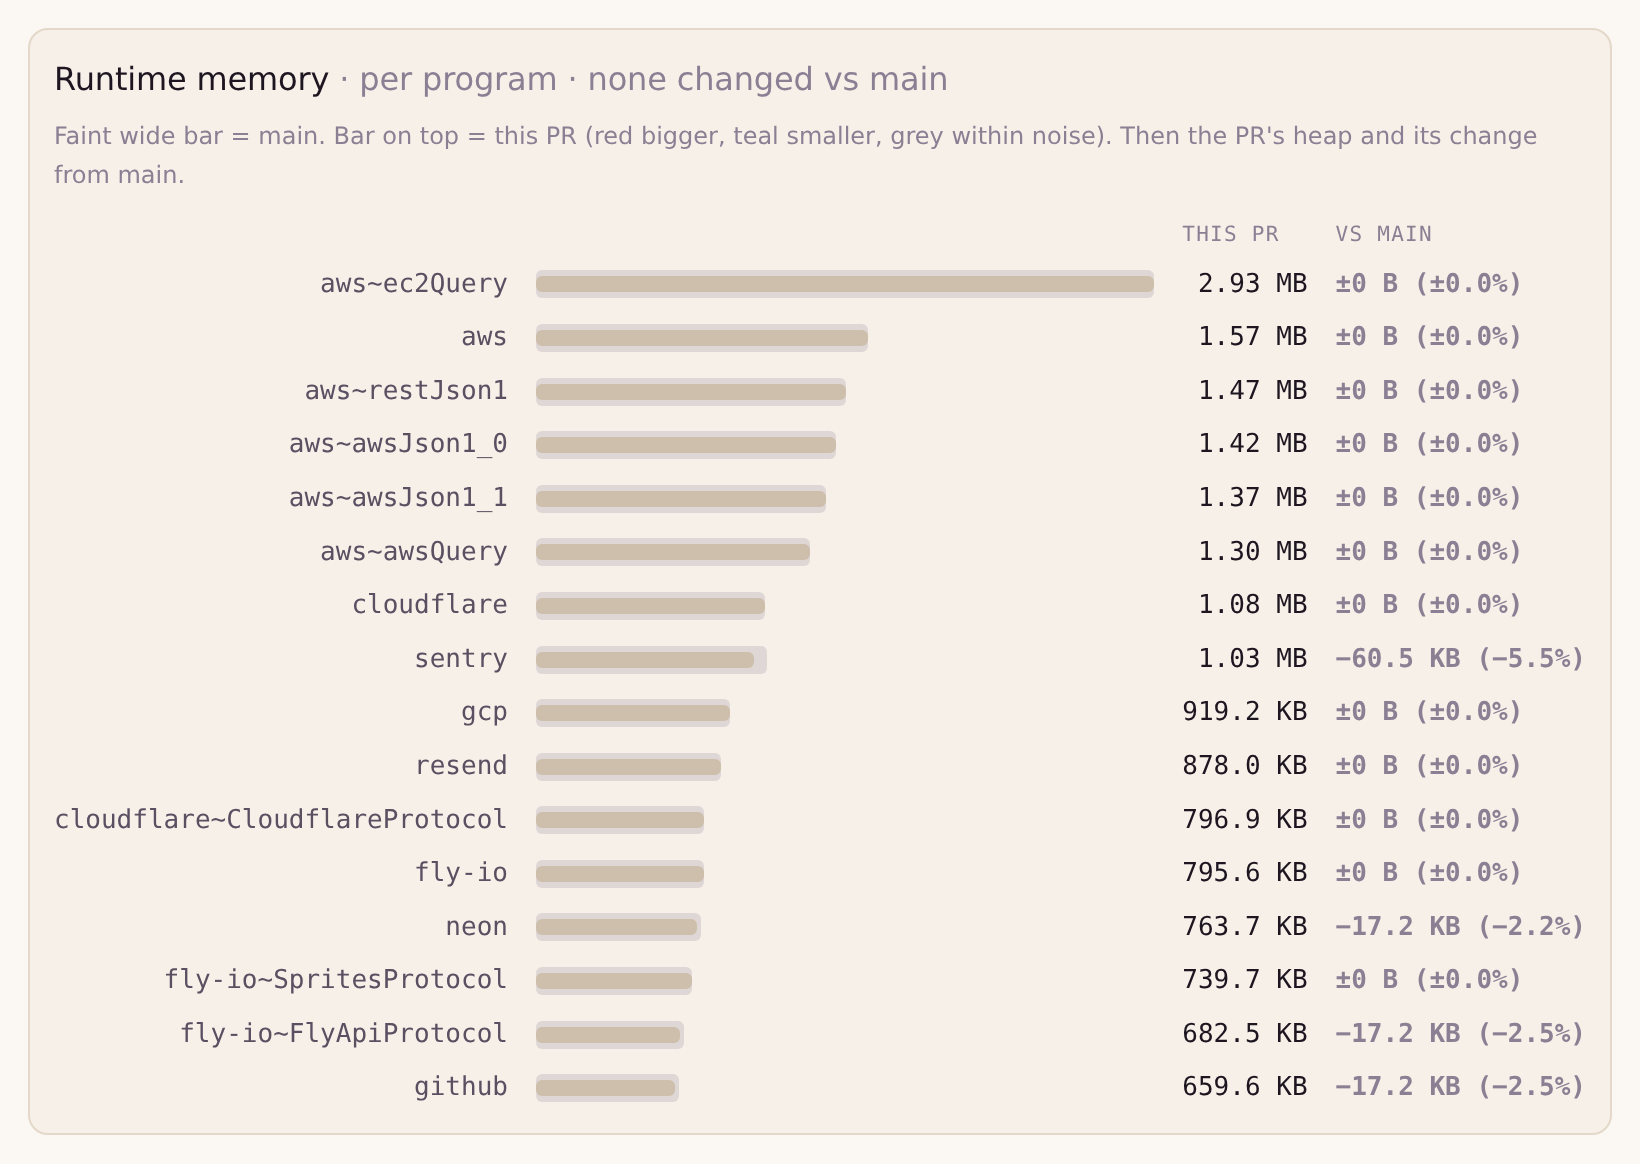 Runtime memory · per program · none changed vs main
Faint wide bar = main. Bar on top = this PR (red bigger, teal smaller, grey within noise). Then the PR's heap and its change
from main.
THIS PR VS MAIN
aws~ec2Query 2.93 MB ±0 B (±0.0%)
aws 1.57 MB ±0 B (±0.0%)
aws~restJson1 1.47 MB ±0 B (±0.0%)
aws~awsJson1_0 1.42 MB ±0 B (±0.0%)
aws~awsJson1_1 1.37 MB ±0 B (±0.0%)
aws~awsQuery 1.30 MB ±0 B (±0.0%)
cloudflare 1.08 MB ±0 B (±0.0%)
sentry 1.03 MB −60.5 KB (−5.5%)
gcp 919.2 KB ±0 B (±0.0%)
resend 878.0 KB ±0 B (±0.0%)
cloudflare~CloudflareProtocol 796.9 KB ±0 B (±0.0%)
fly-io 795.6 KB ±0 B (±0.0%)
neon 763.7 KB −17.2 KB (−2.2%)
fly-io~SpritesProtocol 739.7 KB ±0 B (±0.0%)
fly-io~FlyApiProtocol 682.5 KB −17.2 KB (−2.5%)
github 659.6 KB −17.2 KB (−2.5%)